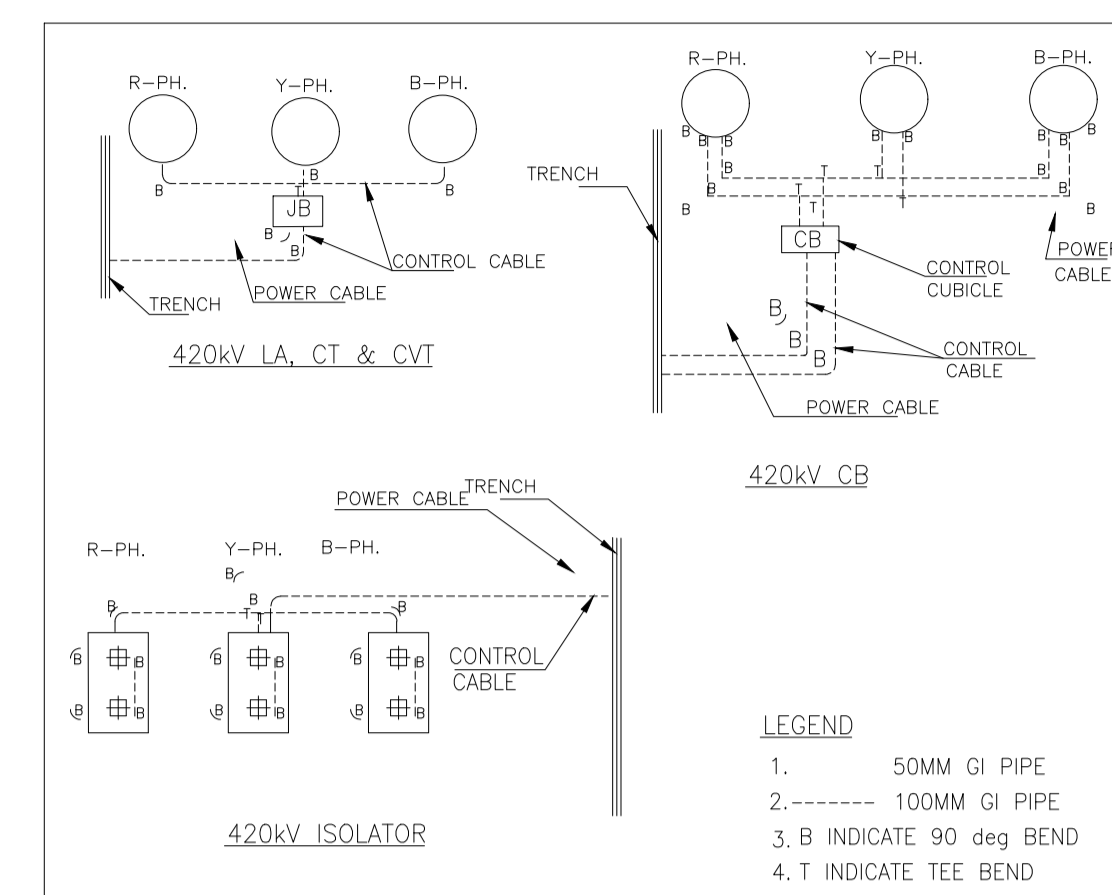 R-PH.
Y-PH.
B-PH.
B
B
B
T
JB
B
B
CONTROL CABLE
POWER CABLE
TRENCH
420kV LA, CT & CVT
R-PH.
Y-PH.
B-PH.
B
B
B
B
B
B
B
B
B
B
B
T
T
B
B
B
T
T
B
B
TRENCH
CB
POWER
CABLE
CONTROL
CUBICLE
B
B
B
CONTROL
CABLE
POWER CABLE
420kV CB
POWER CABLE
TRENCH
R-PH.
Y-PH.
B-PH.
B
B
B
B
T
T
B
B
B
B
B
B
B
B
B
B
B
B
CONTROL
CABLE
420kV ISOLATOR
LEGEND
1. 50MM GI PIPE
2.------- 100MM GI PIPE
3. B INDICATE 90 deg BEND
4. T INDICATE TEE BEND